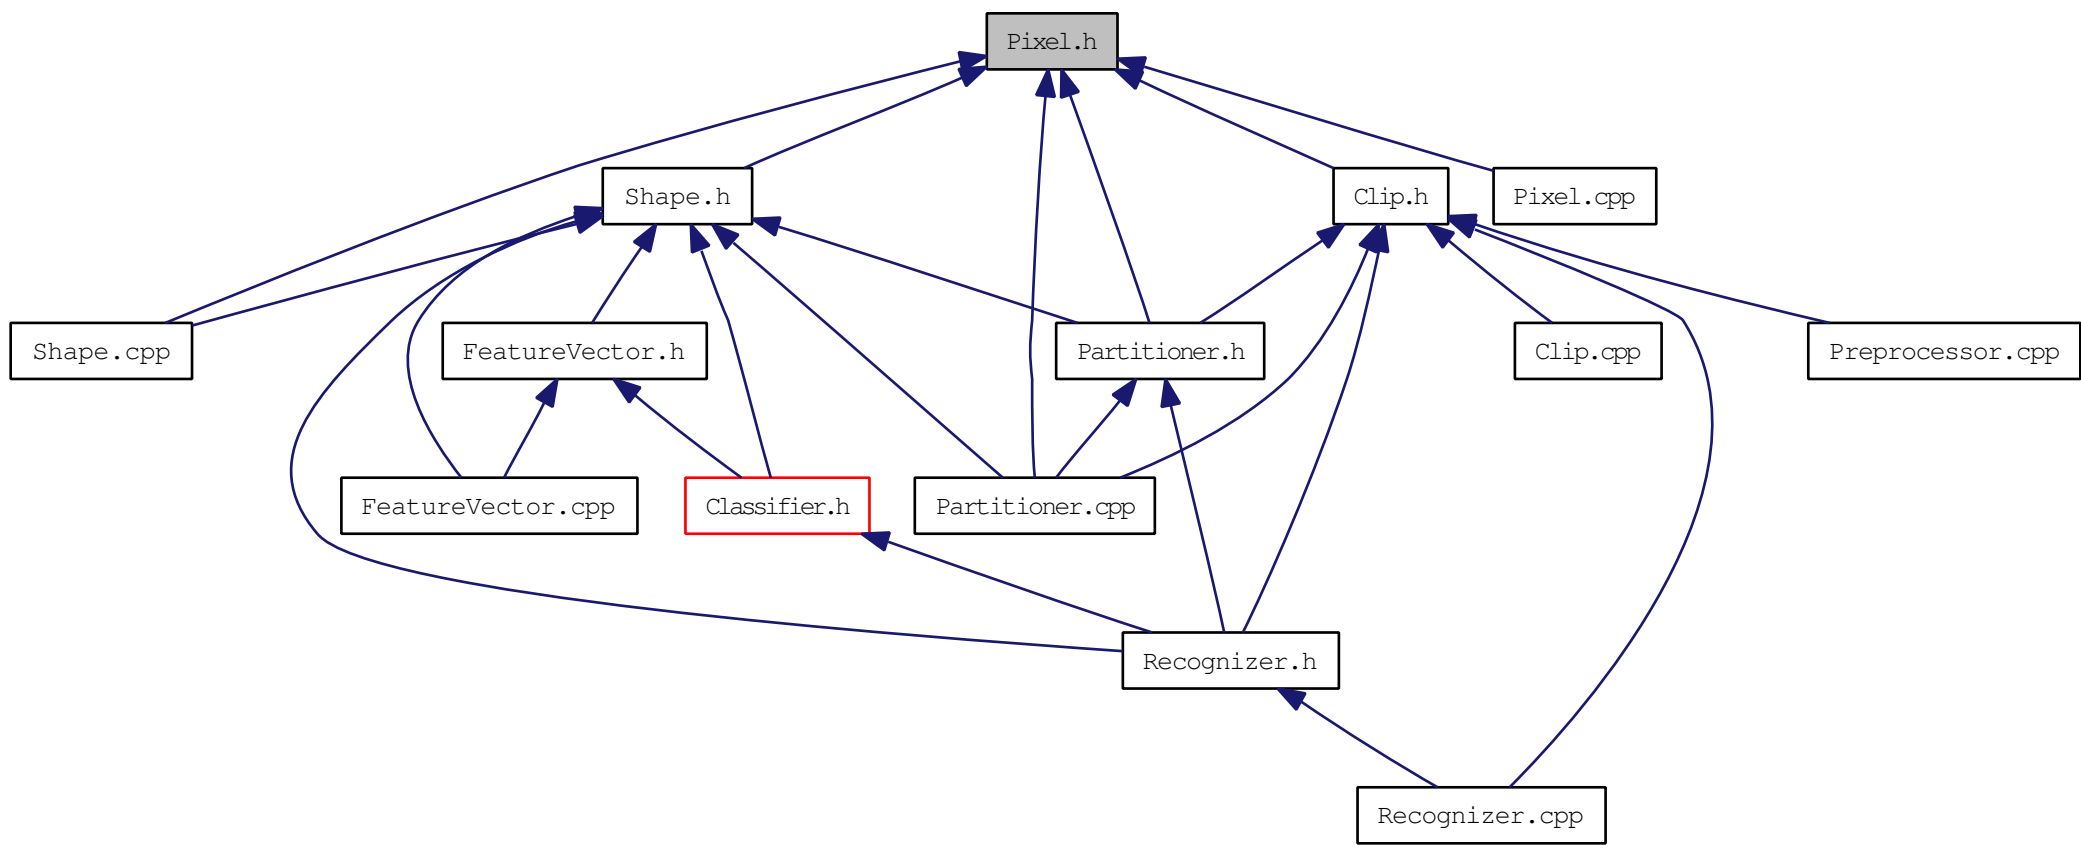 Pixel.h
Shape.h
Clip.h
Pixel.cpp
Shape.cpp
FeatureVector.h
Partitioner.h
Clip.cpp
Preprocessor.cpp
FeatureVector.cpp
Classifier.h
Partitioner.cpp
Recognizer.h
Recognizer.cpp